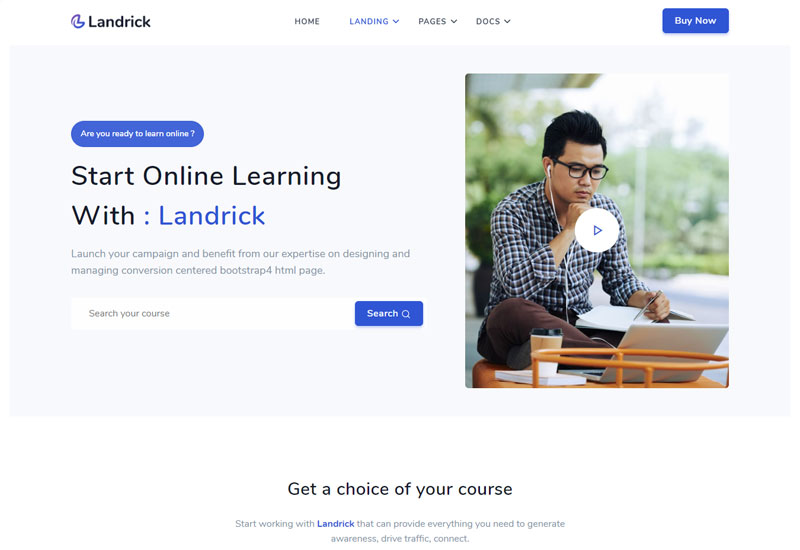 Landrick
HOME
LANDING
PAGES
DOCS
Buy Now
Are you ready to learn online ?
Start Online Learning
With : Landrick
Launch your campaign and benefit from our expertise on designing and
managing conversion centered bootstrap4 html page.
Search your course
Search
Get a choice of your course
Start working with Landrick that can provide everything you need to generate
awareness, drive traffic, connect.